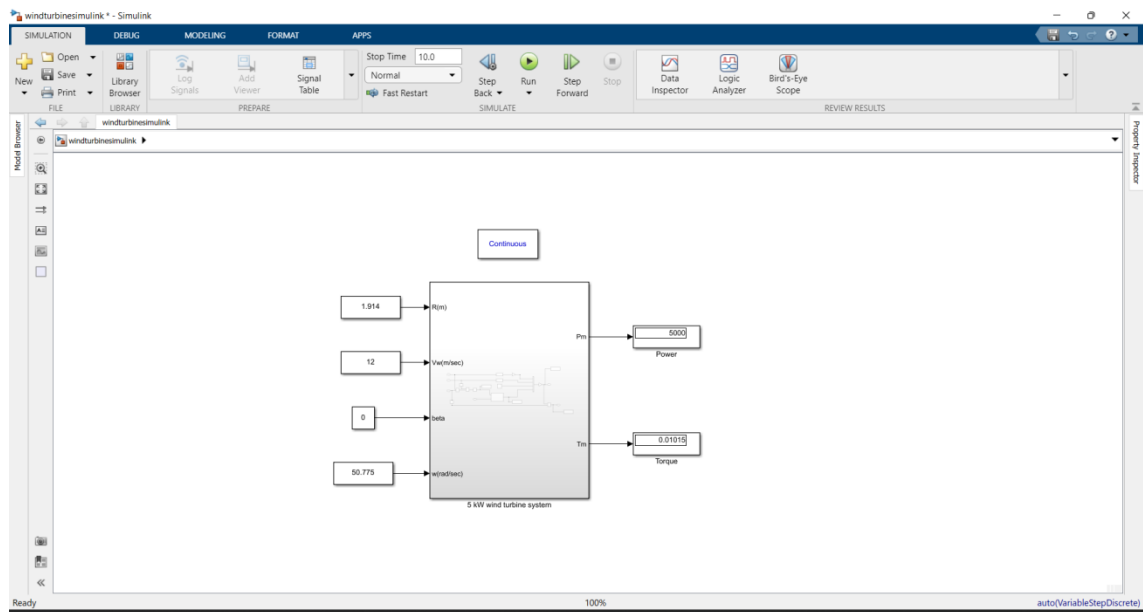 windturbinesimulink * - Simulink
SIMULATION DEBUG MODELING FORMAT APPS
New
Open
Save
Print
FILE
Library Browser
LIBRARY
Log Signals
Add Viewer
Signal Table
PREPARE
Stop Time 10.0
Normal
Fast Restart
Step Back
Run
Step Forward
Stop
SIMULATE
Data Inspector
Logic Analyzer
Bird's-Eye Scope
REVIEW RESULTS
Model Browser
windturbinesimulink
windturbinesimulink
Property Inspector
Continuous
1.914
R(m)
Pm
5000
Power
12
Vw(m/sec)
0
beta
Tm
0.01015
Torque
50.775
w(rad/sec)
5 kW wind turbine system
Ready
100%
auto(VariableStepDiscrete)